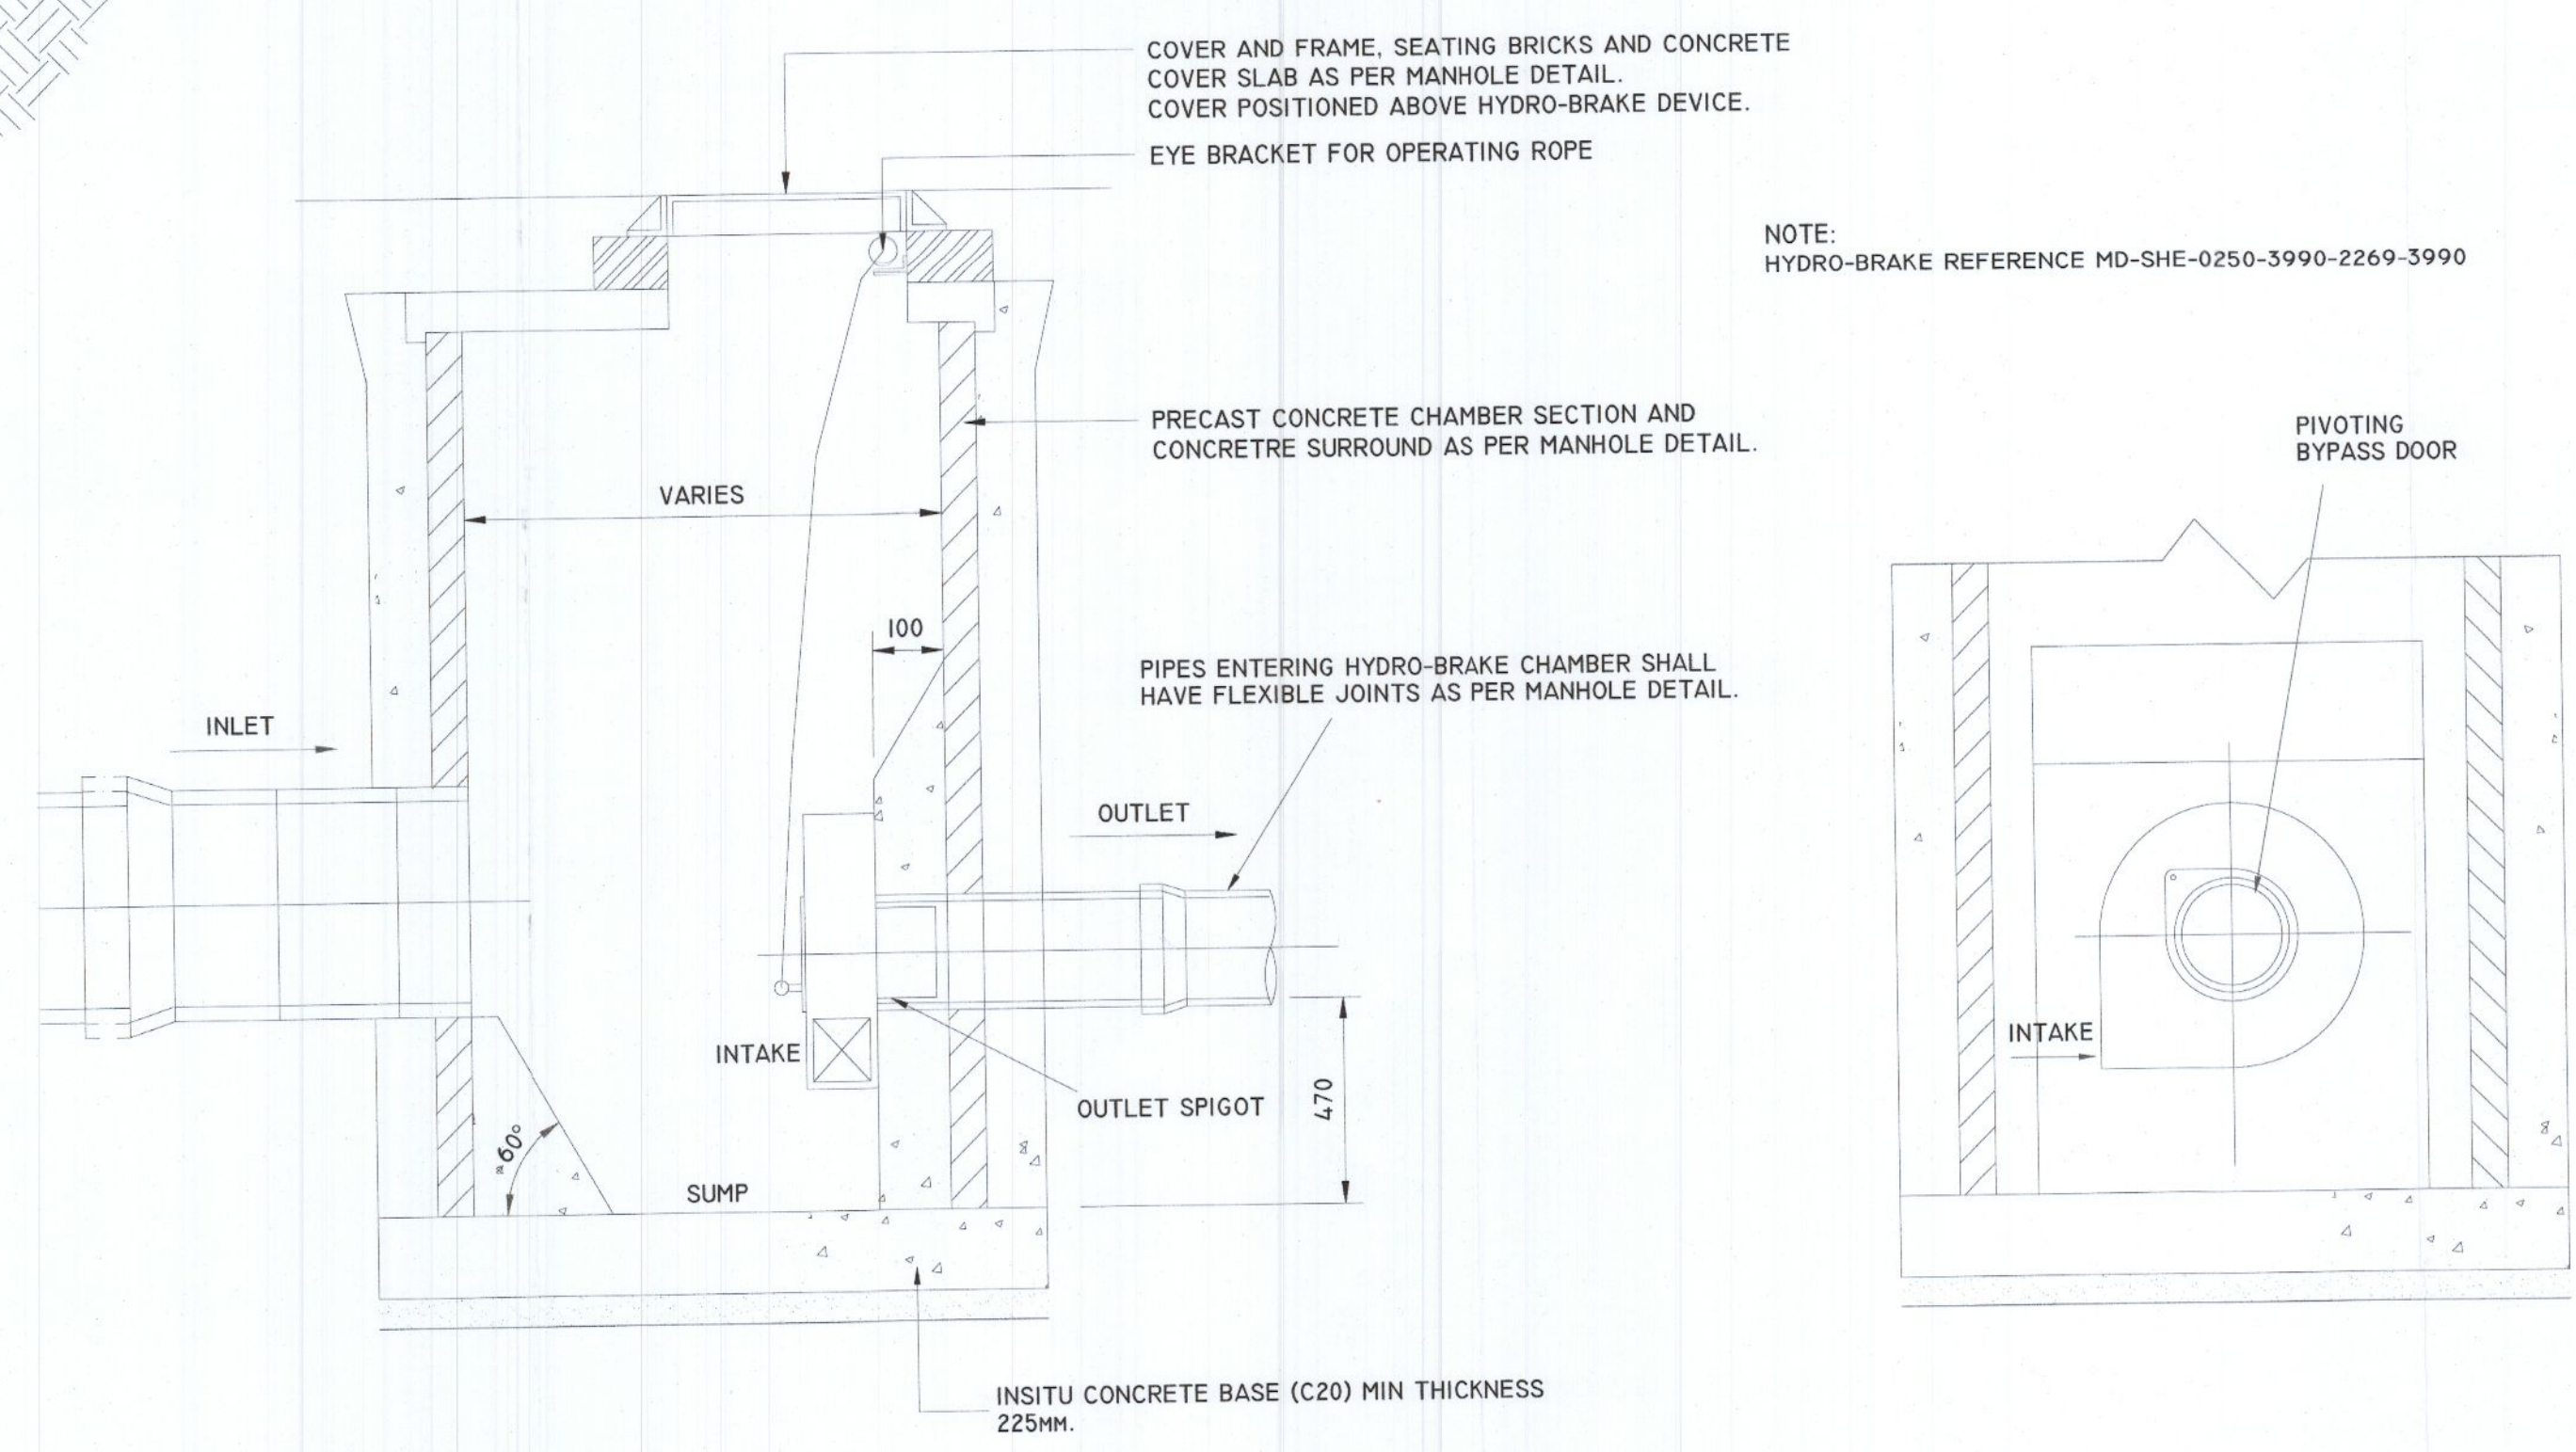 COVER AND FRAME, SEATING BRICKS AND CONCRETE
COVER SLAB AS PER MANHOLE DETAIL.
COVER POSITIONED ABOVE HYDRO-BRAKE DEVICE.
EYE BRACKET FOR OPERATING ROPE
NOTE:
HYDRO-BRAKE REFERENCE MD-SHE-0250-3990-2269-3990
PRECAST CONCRETE CHAMBER SECTION AND
CONCRETRE SURROUND AS PER MANHOLE DETAIL.
PIVOTING
BYPASS DOOR
VARIES
100
PIPES ENTERING HYDRO-BRAKE CHAMBER SHALL
HAVE FLEXIBLE JOINTS AS PER MANHOLE DETAIL.
INLET
OUTLET
INTAKE
INTAKE
OUTLET SPIGOT
470
≈60°
SUMP
INSITU CONCRETE BASE (C20) MIN THICKNESS
225MM.